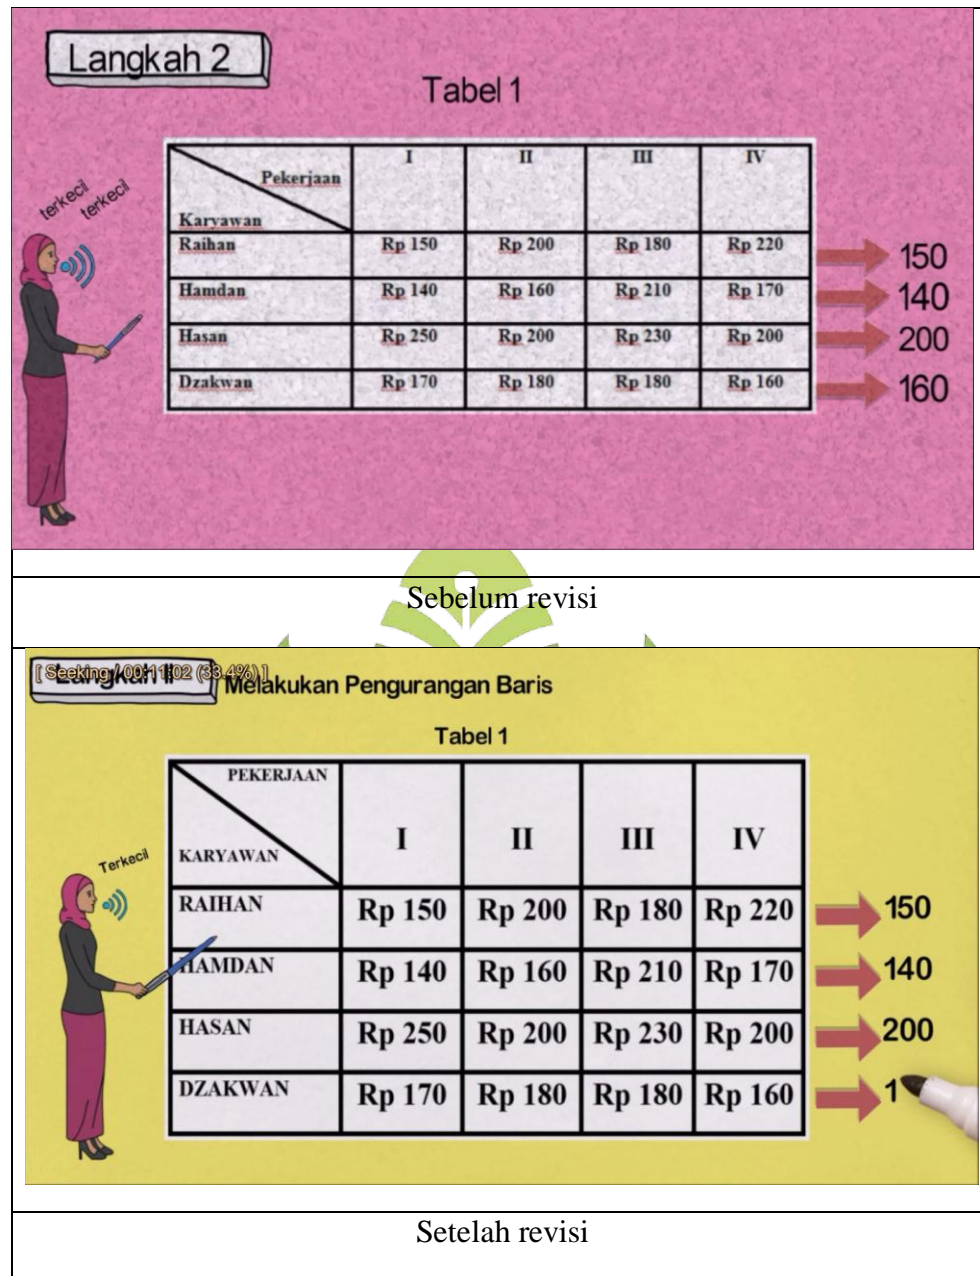 Langkah 2
Tabel 1
terkecil
terkecil
Pekerjaan I II III IV
Karyawan
Raihan Rp 150 Rp 200 Rp 180 Rp 220 150
Hamdan Rp 140 Rp 160 Rp 210 Rp 170 140
Hasan Rp 250 Rp 200 Rp 230 Rp 200 200
Dzakwan Rp 170 Rp 180 Rp 180 Rp 160 160
Sebelum revisi
[ Seeking / 00:11:02 (33.4%) ]
Langkah II Melakukan Pengurangan Baris
Tabel 1
PEKERJAAN
I II III IV
KARYAWAN
Terkecil
RAIHAN Rp 150 Rp 200 Rp 180 Rp 220 150
HAMDAN Rp 140 Rp 160 Rp 210 Rp 170 140
HASAN Rp 250 Rp 200 Rp 230 Rp 200 200
DZAKWAN Rp 170 Rp 180 Rp 180 Rp 160 1
Setelah revisi